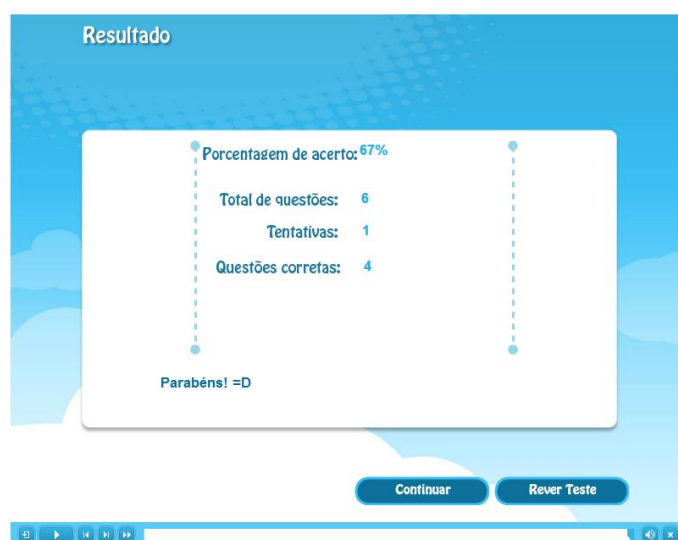 Resultado
Porcentagem de acerto: 67%
Total de questões: 6
Tentativas: 1
Questões corretas: 4
Parabéns! =D
Continuar
Rever Teste